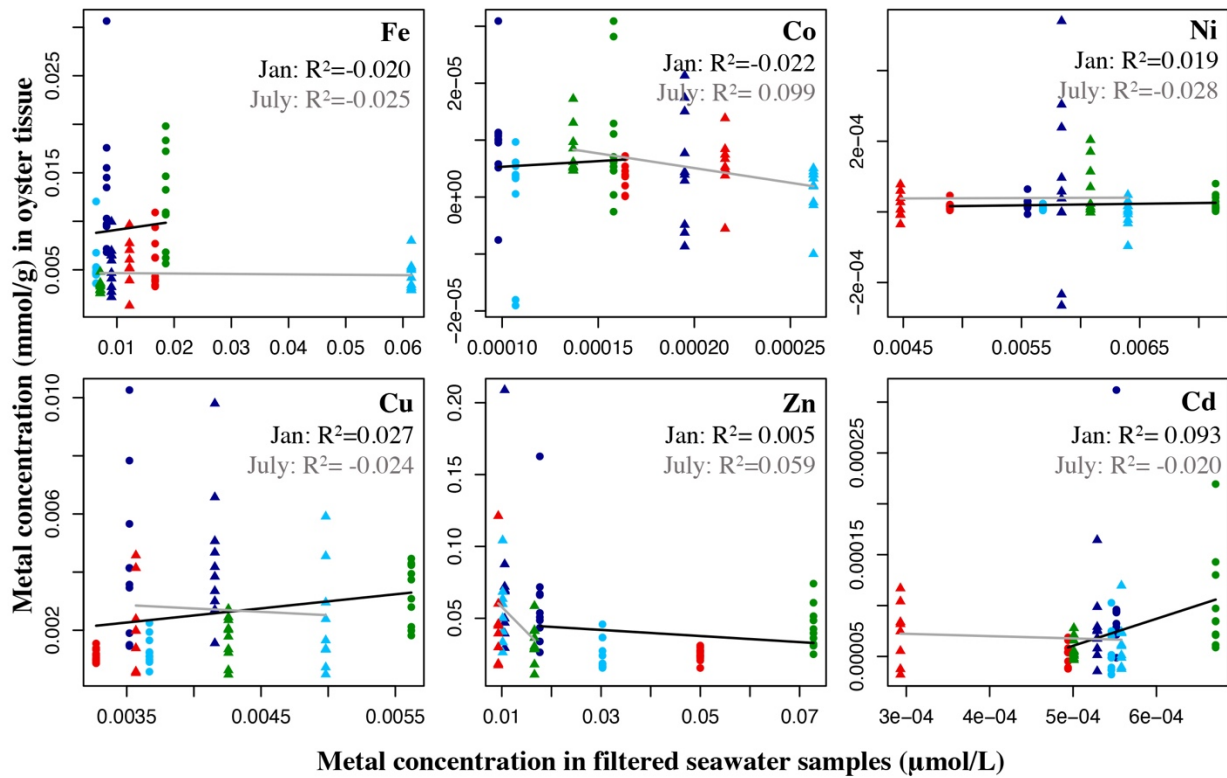 Metal concentration (mmol/g) in oyster tissue
Fe
Jan: R²=-0.020
July: R²=-0.025
0.005 0.015 0.025
0.01 0.02 0.03 0.04 0.05 0.06
Co
Jan: R²=-0.022
July: R²= 0.099
−2e−05 0e+00 2e−05
0.00010 0.00015 0.00020 0.00025
Ni
Jan: R²=0.019
July: R²=-0.028
−2e−04 2e−04
0.0045 0.0055 0.0065
Cu
Jan: R²=0.027
July: R²= -0.024
0.002 0.006 0.010
0.0035 0.0045 0.0055
Zn
Jan: R²= 0.005
July: R²=0.059
0.05 0.10 0.15 0.20
0.01 0.03 0.05 0.07
Cd
Jan: R²= 0.093
July: R²= -0.020
0.00005 0.00015 0.00025
3e−04 4e−04 5e−04 6e−04
Metal concentration in filtered seawater samples (µmol/L)